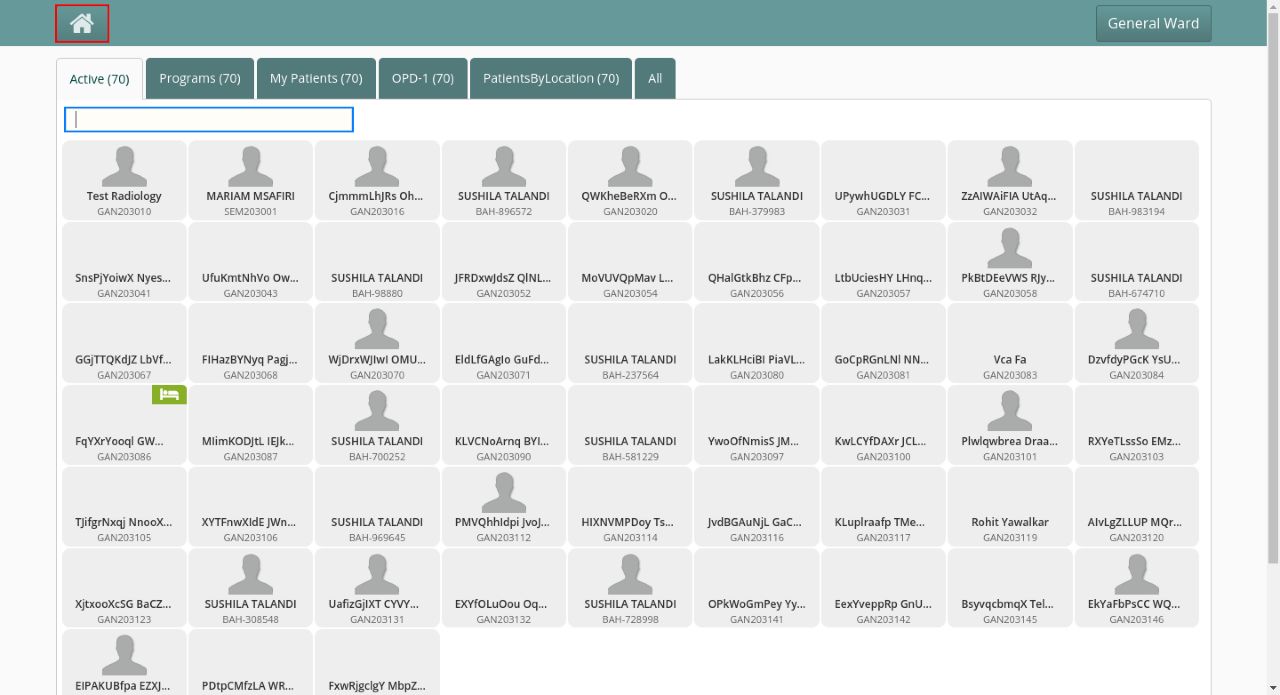 General Ward
Active (70)
Programs (70)
My Patients (70)
OPD-1 (70)
PatientsByLocation (70)
All
Test Radiology
GAN203010
MARIAM MSAFIRI
SEM203001
CjmmmLhJRs Oh...
GAN203016
SUSHILA TALANDI
BAH-896572
QWKheBeRXm O...
GAN203020
SUSHILA TALANDI
BAH-379983
UPywhUGDLY FC...
GAN203031
ZzAIWAiFIA UtAq...
GAN203032
SUSHILA TALANDI
BAH-983194
SnsPjYoiwX Nyes...
GAN203041
UfuKmtNhVo Ow...
GAN203043
SUSHILA TALANDI
BAH-98880
JFRDxwJdsZ QlNL...
GAN203052
MoVUVQpMav L...
GAN203054
QHalGtkBhz CFp...
GAN203056
LtbUciesHY LHnq...
GAN203057
PkBtDEeVWS RJy...
GAN203058
SUSHILA TALANDI
BAH-674710
GGjTTQKdJZ LbVf...
GAN203067
FIHazBYNyq Pagj...
GAN203068
WjDrxWJIwI OMU...
GAN203070
EldLfGAgIo GuFd...
GAN203071
SUSHILA TALANDI
BAH-237564
LakKLHciBI PiaVL...
GAN203080
GoCpRGnLNl NN...
GAN203081
Vca Fa
GAN203083
DzvfdyPGcK YsU...
GAN203084
FqYXrYooql GW...
GAN203086
MIimKODJtL IEJk...
GAN203087
SUSHILA TALANDI
BAH-700252
KLVCNoArnq BYI...
GAN203090
SUSHILA TALANDI
BAH-581229
YwoOfNmisS JM...
GAN203097
KwLCYfDAXr JCL...
GAN203100
Plwlqwbrea Draa...
GAN203101
RXYeTLssSo EMz...
GAN203103
TJifgrNxqj NnooX...
GAN203105
XYTFnwXIdE JWn...
GAN203106
SUSHILA TALANDI
BAH-969645
PMVQhhIdpi JvoJ...
GAN203112
HIXNVMPDoy Ts...
GAN203114
JvdBGAuNjL GaC...
GAN203116
KLuplraafp TMe...
GAN203117
Rohit Yawalkar
GAN203119
AIvLgZLLUP MQr...
GAN203120
XjtxooXcSG BaCZ...
GAN203123
SUSHILA TALANDI
BAH-308548
UafizGjIXT CYVY...
GAN203131
EXYfOLuOou Oq...
GAN203132
SUSHILA TALANDI
BAH-728998
OPkWoGmPey Yy...
GAN203141
EexYveppRp GnU...
GAN203142
BsyvqcbmqX Tel...
GAN203145
EkYaFbPsCC WQ...
GAN203146
EIPAKUBfpa EZXJ...
PDtpCMfzLA WR...
FxwRjgclgY MbpZ...